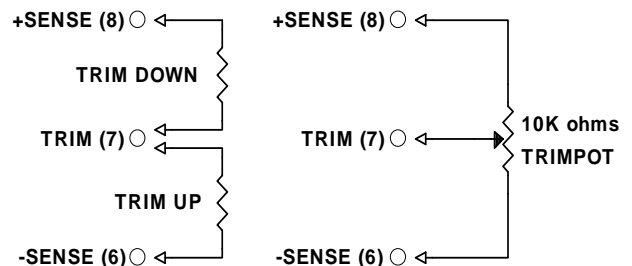 +SENSE (8)
TRIM DOWN
TRIM (7)
TRIM UP
-SENSE (6)
+SENSE (8)
10K ohms
TRIM (7)
TRIMPOT
-SENSE (6)